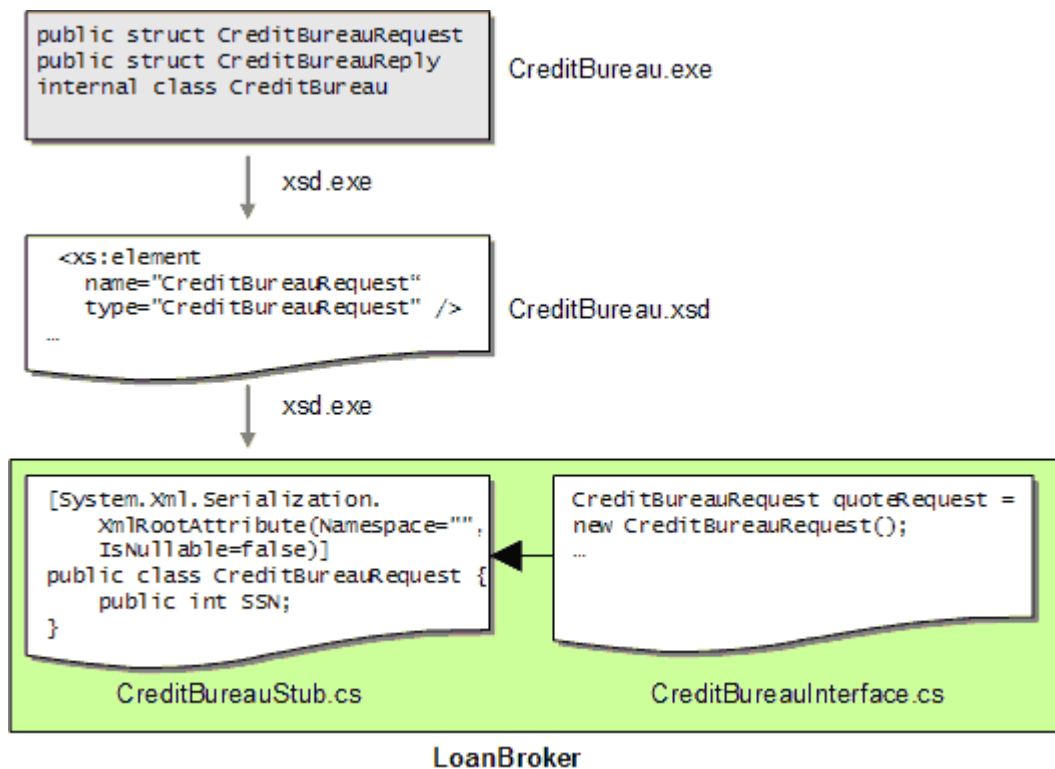 public struct CreditBureauRequest
public struct CreditBureauReply
internal class CreditBureau
CreditBureau.exe
xsd.exe
<xs:element
name="CreditBureauRequest“
type="CreditBureauRequest" />
…
CreditBureau.xsd
xsd.exe
[System.Xml.Serialization.
XmlRootAttribute(Namespace="",
IsNullable=false)]
public class CreditBureauRequest {
public int SSN;
}
CreditBureauStub.cs
CreditBureauRequest quoteRequest =
new CreditBureauRequest();
…
CreditBureauInterface.cs
LoanBroker